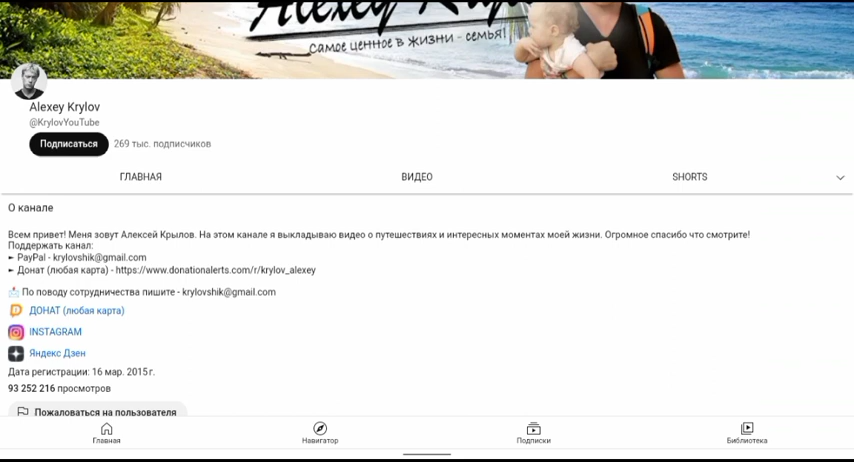 Alexey
самое ценное в жизни - семья!
Alexey Krylov
@KrylovYouTube
Подписаться 269 тыс. подписчиков
ГЛАВНАЯ ВИДЕО SHORTS
О канале
Всем привет! Меня зовут Алексей Крылов. На этом канале я выкладываю видео о путешествиях и интересных моментах моей жизни. Огромное спасибо что смотрите!
Поддержать канал:
► PayPal - krylovshik@gmail.com
► Донат (любая карта) - https://www.donationalerts.com/r/krylov_alexey
📩 По поводу сотрудничества пишите - krylovshik@gmail.com
ДОНАТ (любая карта)
INSTAGRAM
Яндекс Дзен
Дата регистрации: 16 мар. 2015 г.
93 252 216 просмотров
Пожаловаться на пользователя
Главная Навигатор Подписки Библиотека